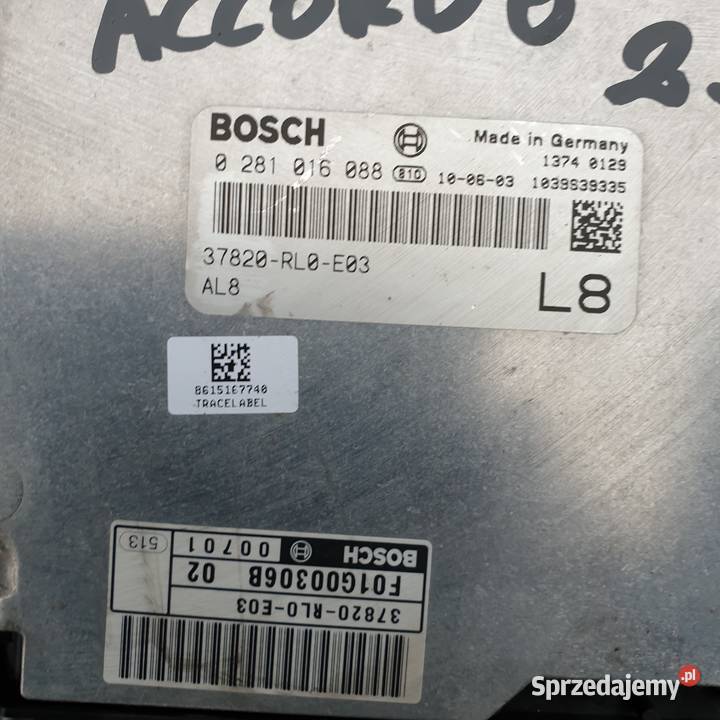 ACCORD
2.
BOSCH
Made in Germany
1374 0129
0 281 016 088 810 10-06-03 1039S39335
37820-RL0-E03
AL8
L8
8615167740
TRACELABEL
37820-RL0-E03
F01G00306B 02
BOSCH 00701 513
Sprzedajemy.pl